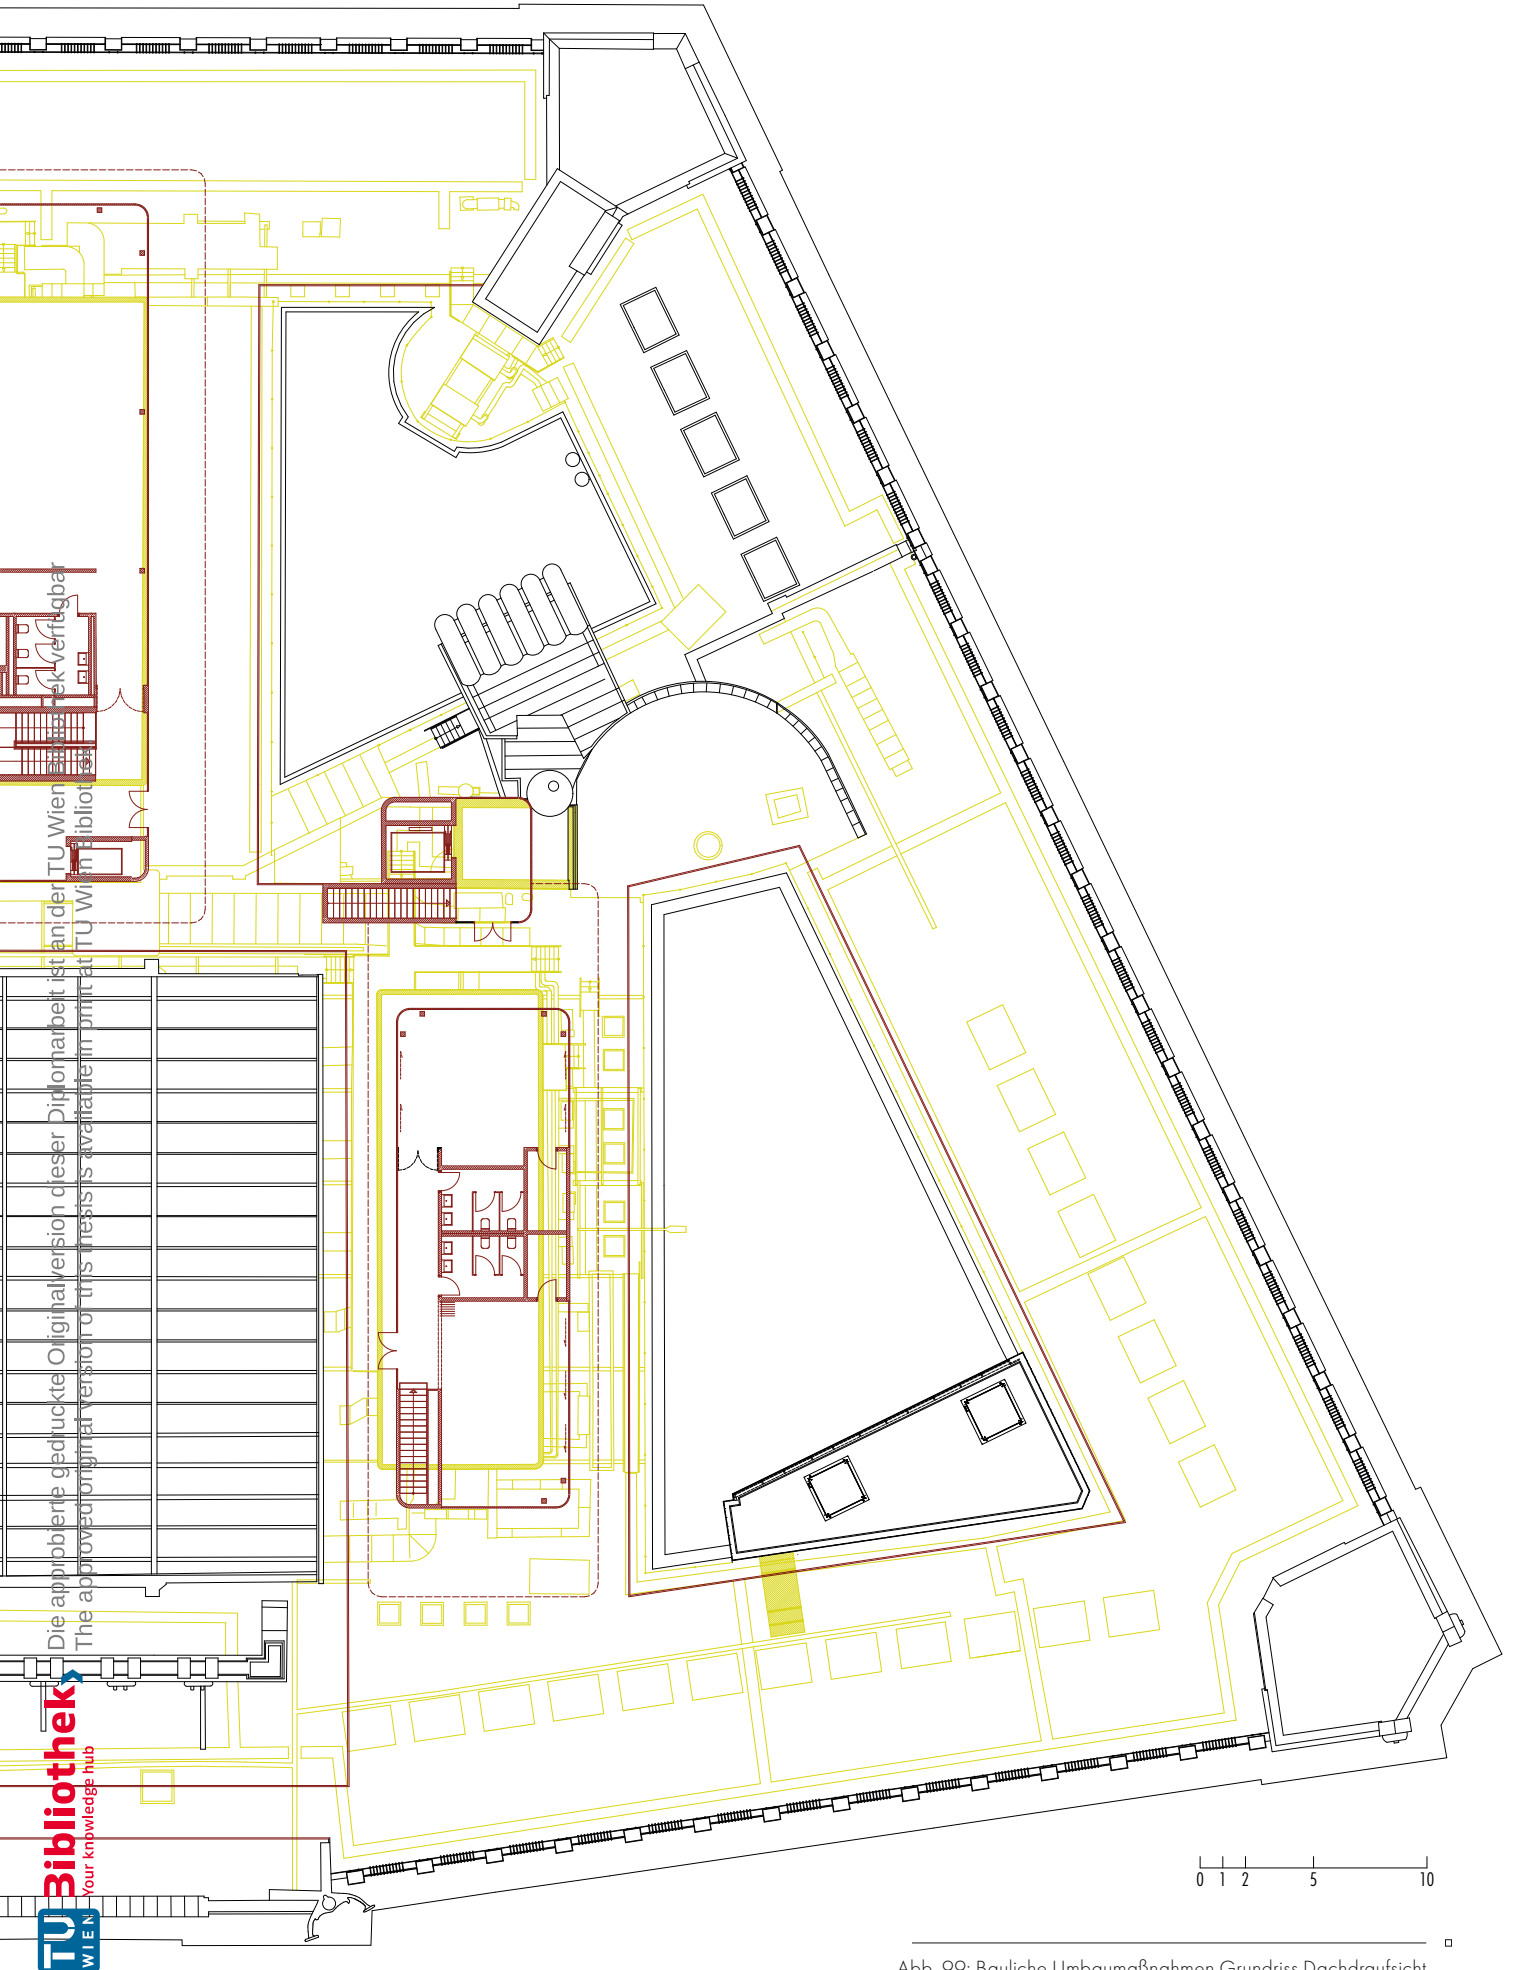 Die approbierte gedruckte Originalversion dieser Diplomarbeit ist an der TU Wien Bibliothek verfügbar
The approved original version of this thesis is available in print at TU Wien Bibliothek.
Bibliothek
Your knowledge hub
TU
WIEN
0 1 2 5 10
Abb. 99: Bauliche Umbaumaßnahmen Grundriss Dachdraufsicht